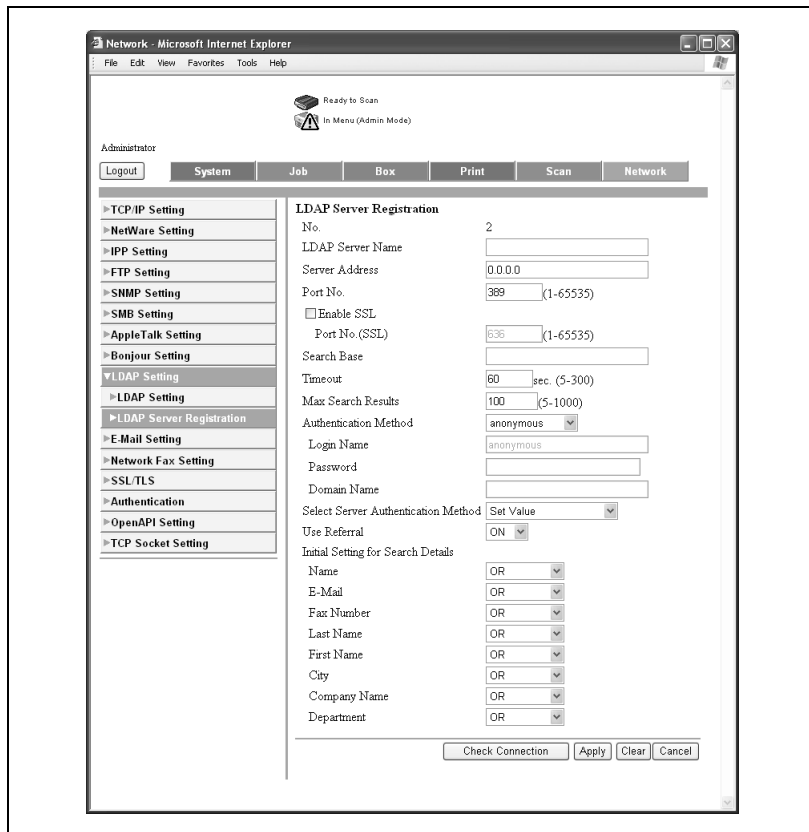 Network - Microsoft Internet Explorer
File Edit View Favorites Tools Help
Ready to Scan
In Menu (Admin Mode)
Administrator
Logout System Job Box Print Scan Network
TCP/IP Setting
NetWare Setting
IPP Setting
FTP Setting
SNMP Setting
SMB Setting
AppleTalk Setting
Bonjour Setting
LDAP Setting
LDAP Setting
LDAP Server Registration
E-Mail Setting
Network Fax Setting
SSL/TLS
Authentication
OpenAPI Setting
TCP Socket Setting
LDAP Server Registration
No. 2
LDAP Server Name
Server Address 0.0.0.0
Port No. 389 (1-65535)
Enable SSL
Port No.(SSL) 636 (1-65535)
Search Base
Timeout 60 sec. (5-300)
Max Search Results 100 (5-1000)
Authentication Method anonymous
Login Name anonymous
Password
Domain Name
Select Server Authentication Method Set Value
Use Referral ON
Initial Setting for Search Details
Name OR
E-Mail OR
Fax Number OR
Last Name OR
First Name OR
City OR
Company Name OR
Department OR
Check Connection Apply Clear Cancel